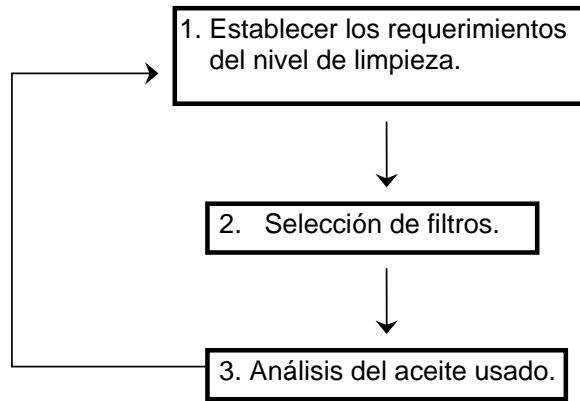 1. Establecer los requerimientos
del nivel de limpieza.
2. Selección de filtros.
3. Análisis del aceite usado.